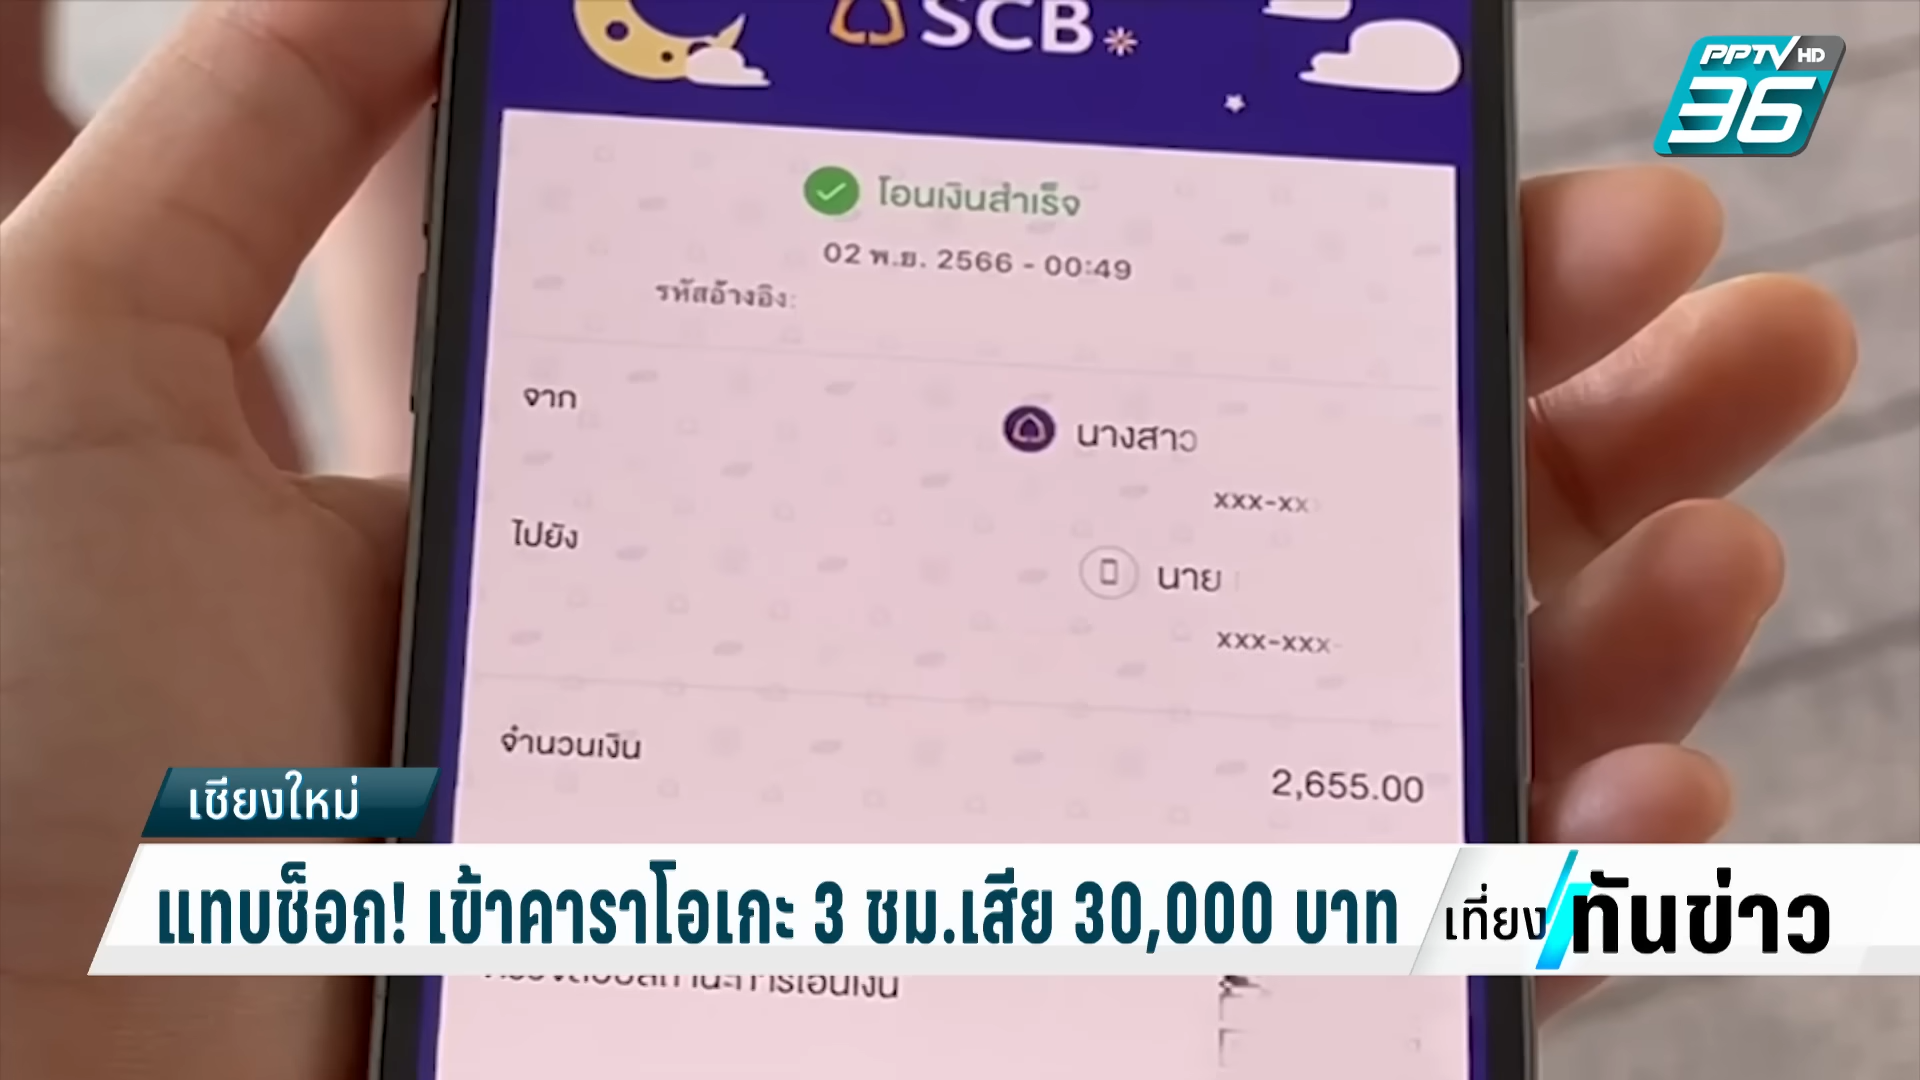 SCB
PPTV HD
36
โอนเงินสำเร็จ
02 พ.ย. 2566 - 00:49
รหัสอ้างอิง:
จาก
นางสาว
xxx-xx
ไปยัง
นาย
xxx-xxx-
จำนวนเงิน
2,655.00
เชียงใหม่
แทบช็อก! เข้าคาราโอเกะ 3 ชม.เสีย 30,000 บาท
เที่ยงทันข่าว